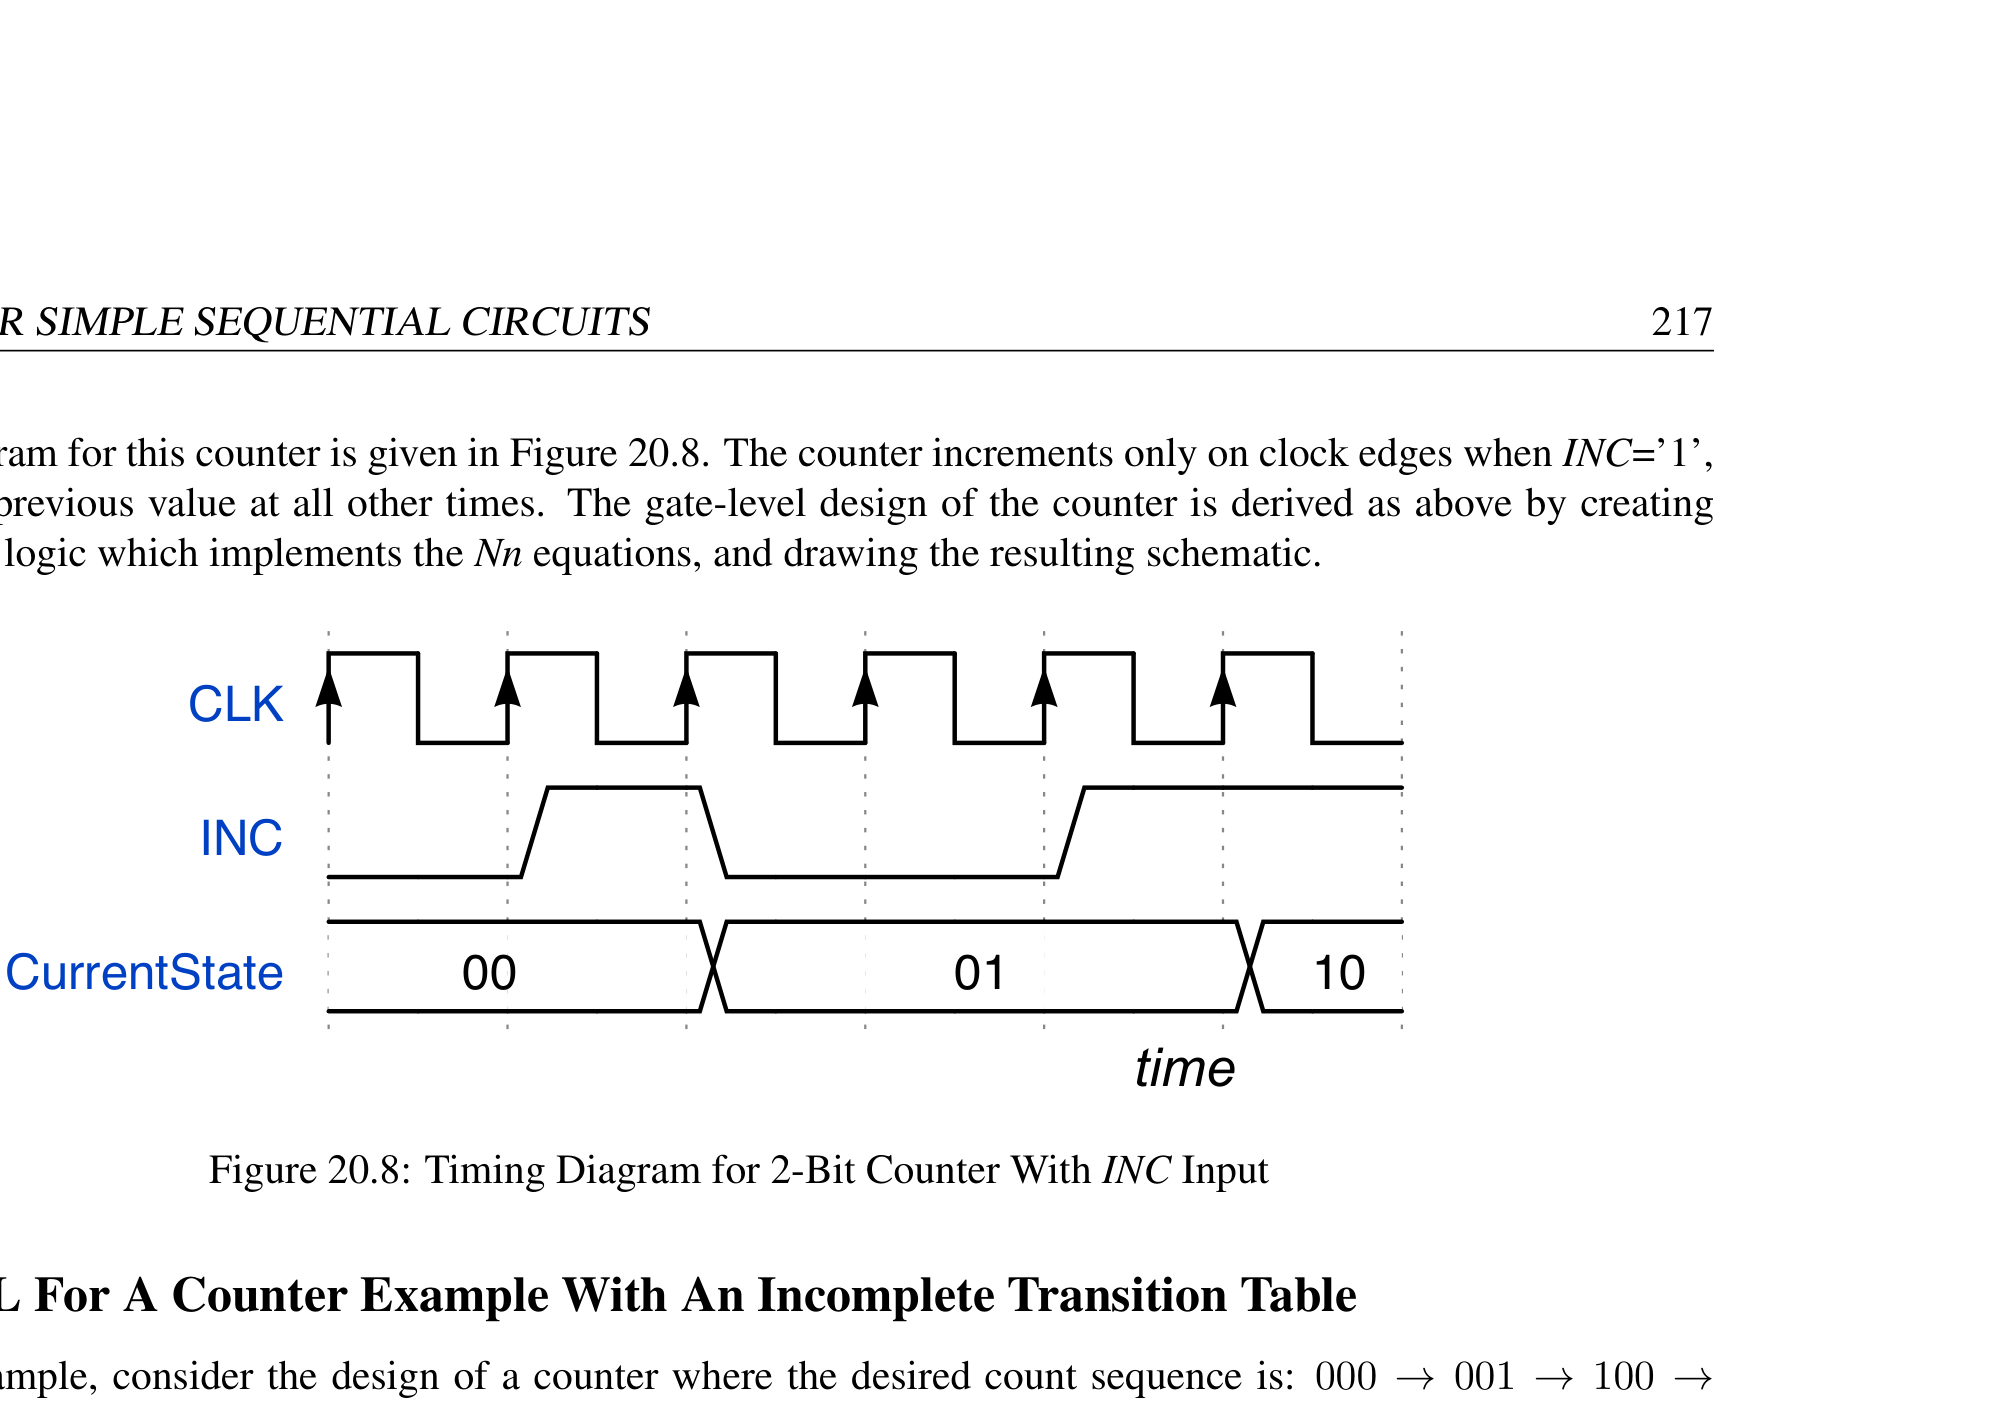 R SIMPLE SEQUENTIAL CIRCUITS 217
ram for this counter is given in Figure 20.8. The counter increments only on clock edges when INC=’1’,
previous value at all other times. The gate-level design of the counter is derived as above by creating
logic which implements the Nn equations, and drawing the resulting schematic.
CLK
INC
CurrentState 00 01 10
time
Figure 20.8: Timing Diagram for 2-Bit Counter With INC Input
L For A Counter Example With An Incomplete Transition Table
ample, consider the design of a counter where the desired count sequence is: 000 → 001 → 100 →